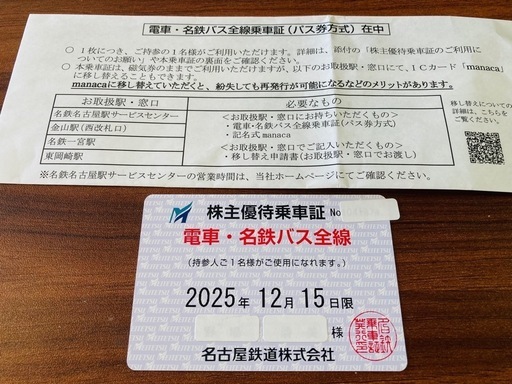 電車・名鉄バス全線乗車証(パス券方式)在中
○ 1枚につき、ご持参の1名様がご利用いただけます。詳細は、添付の「株主優待乗車証のご利用に
ついてのお願い」や本乗車証の裏面をご確認ください。
○ 本乗車証は、磁気券のままでご利用いただけますが、以下のお取扱駅・窓口にて、ICカード「manaca」
に移し替えることもできます。
manacaに移し替えていただくと、紛失しても再発行が可能になるなどのメリットがあります。
お取扱駅・窓口
必要なもの
名鉄名古屋駅サービスセンター
金山駅(西改札口)
名鉄一宮駅
東岡崎駅
<お取扱駅・窓口にお持ちいただくもの>
・電車・名鉄バス全線乗車証(パス券方式)
・記名式manaca
<お取扱駅・窓口でご記入いただくもの>
・移し替え申請書(お取扱駅・窓口でお渡し)
移し替えについての
詳細は、こちらを
ご覧ください。
※名鉄名古屋駅サービスセンターの営業時間は、当社ホームページにてご確認ください。
株主優待乗車証 No
電車・名鉄バス全線
(持参人ご1名様がご使用になれます。)
2025年 12月 15日限
様
名古屋鉄道株式会社